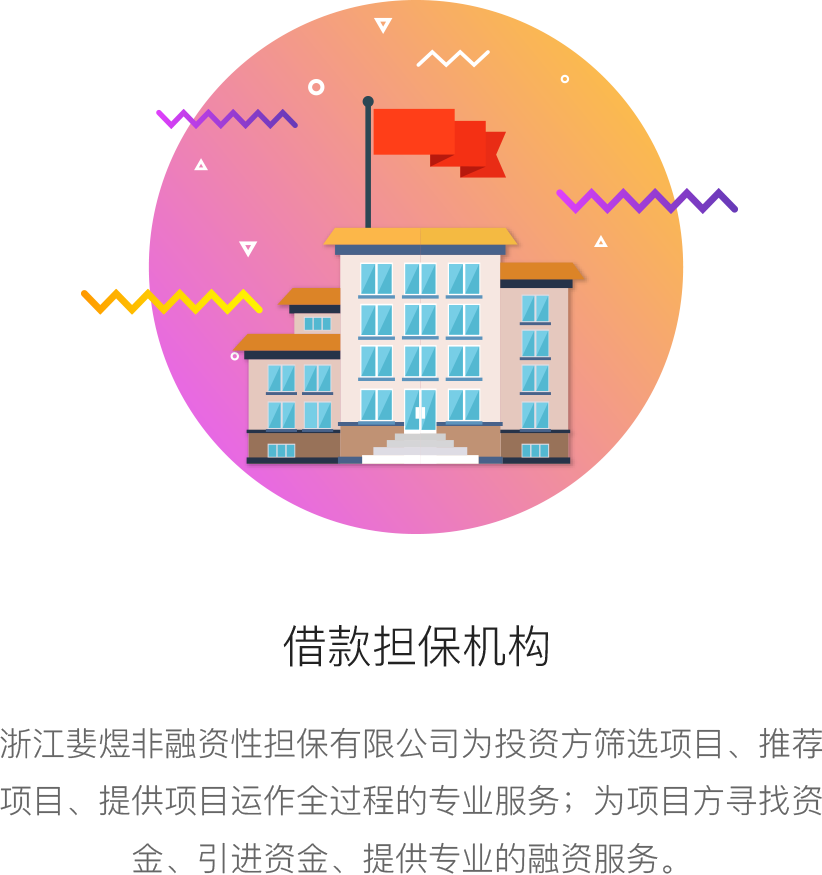 借款担保机构
浙江斐煜非融资性担保有限公司为投资方筛选项目、推荐
项目、提供项目运作全过程的专业服务；为项目方寻找资
金、引进资金、提供专业的融资服务。